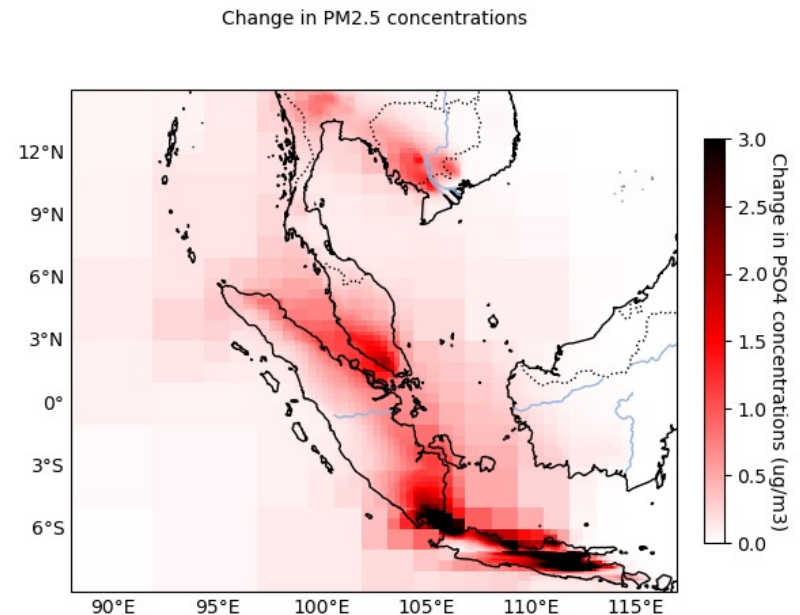 Change in PM2.5 concentrations
12°N
9°N
6°N
3°N
0°
3°S
6°S
90°E
95°E
100°E
105°E
110°E
115°E
3.0
2.5
2.0
1.5
1.0
0.5
0.0
Change in PSO4 concentrations (ug/m3)